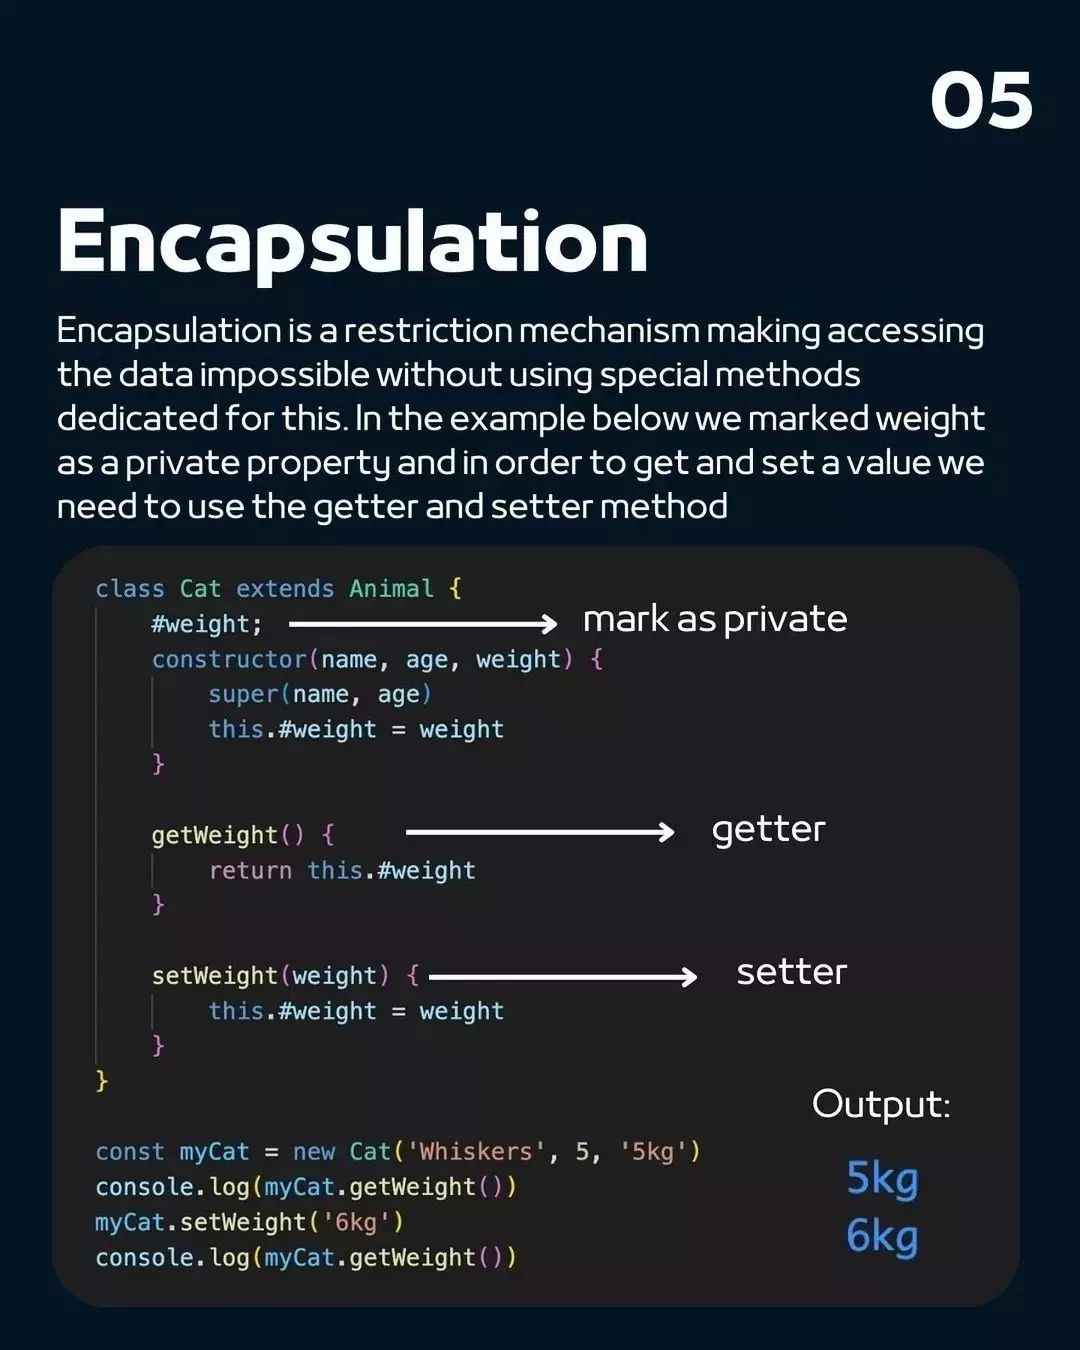 05
Encapsulation
Encapsulation is a restriction mechanism making accessing
the data impossible without using special methods
dedicated for this. In the example below we marked weight
as a private property and in order to get and set a value we
need to use the getter and setter method
class Cat extends Animal {
#weight; mark as private
constructor(name, age, weight) {
super(name, age)
this.#weight = weight
}
getWeight() { getter
return this.#weight
}
setWeight(weight) { setter
this.#weight = weight
}
}
const myCat = new Cat('Whiskers', 5, '5kg')
console.log(myCat.getWeight())
myCat.setWeight('6kg')
console.log(myCat.getWeight())
Output:
5kg
6kg